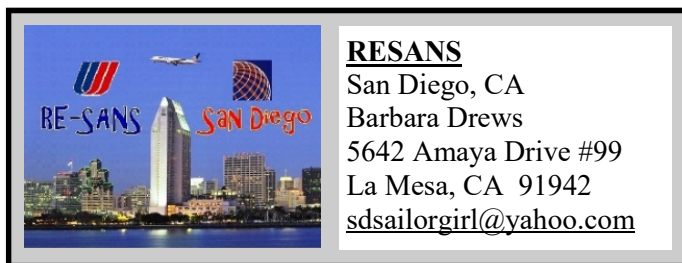 RE-SANS
San Diego
RESANS
San Diego, CA
Barbara Drews
5642 Amaya Drive #99
La Mesa, CA  91942
sdsailorgirl@yahoo.com